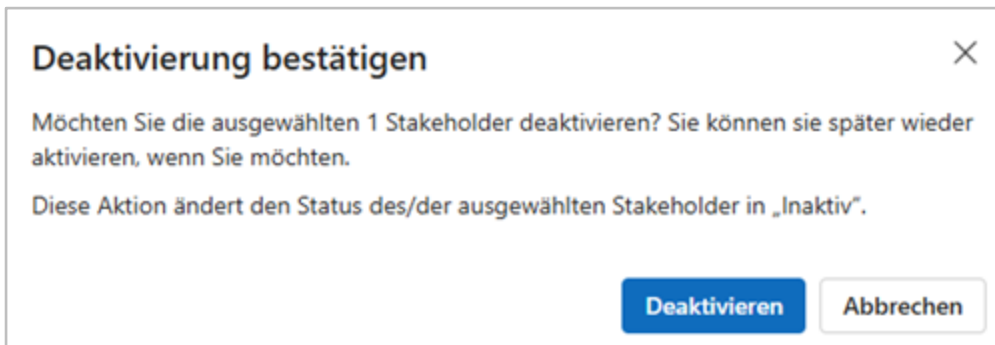 Deaktivierung bestätigen
Möchten Sie die ausgewählten 1 Stakeholder deaktivieren? Sie können sie später wieder
aktivieren, wenn Sie möchten.
Diese Aktion ändert den Status des/der ausgewählten Stakeholder in „Inaktiv“.
Deaktivieren
Abbrechen